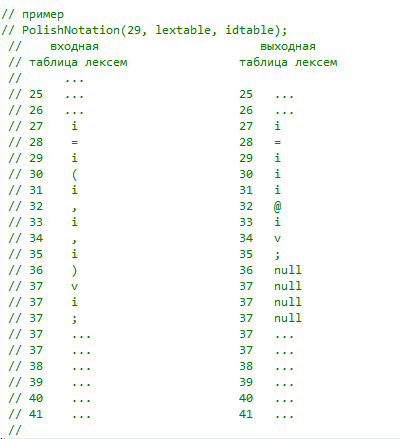 // пример
// PolishNotation(29, lextable, idtable);
//    входная                        выходная
// таблица лексем                 таблица лексем
//      ...
// 25   ...                       25   ...
// 26   ...                       26   ...
// 27    i                        27   i
// 28    =                        28   =
// 29    i                        29   i
// 30    (                        30   i
// 31    i                        31   i
// 32    ,                        32   @
// 33    i                        33   i
// 34    ,                        34   v
// 35    i                        35   ;
// 36    )                        36   null
// 37    v                        37   null
// 37    i                        37   null
// 37    ;                        37   null
// 37    ...                      37   ...
// 37    ...                      37   ...
// 38    ...                      38   ...
// 39    ...                      39   ...
// 40    ...                      40   ...
// 41    ...                      41   ...
//